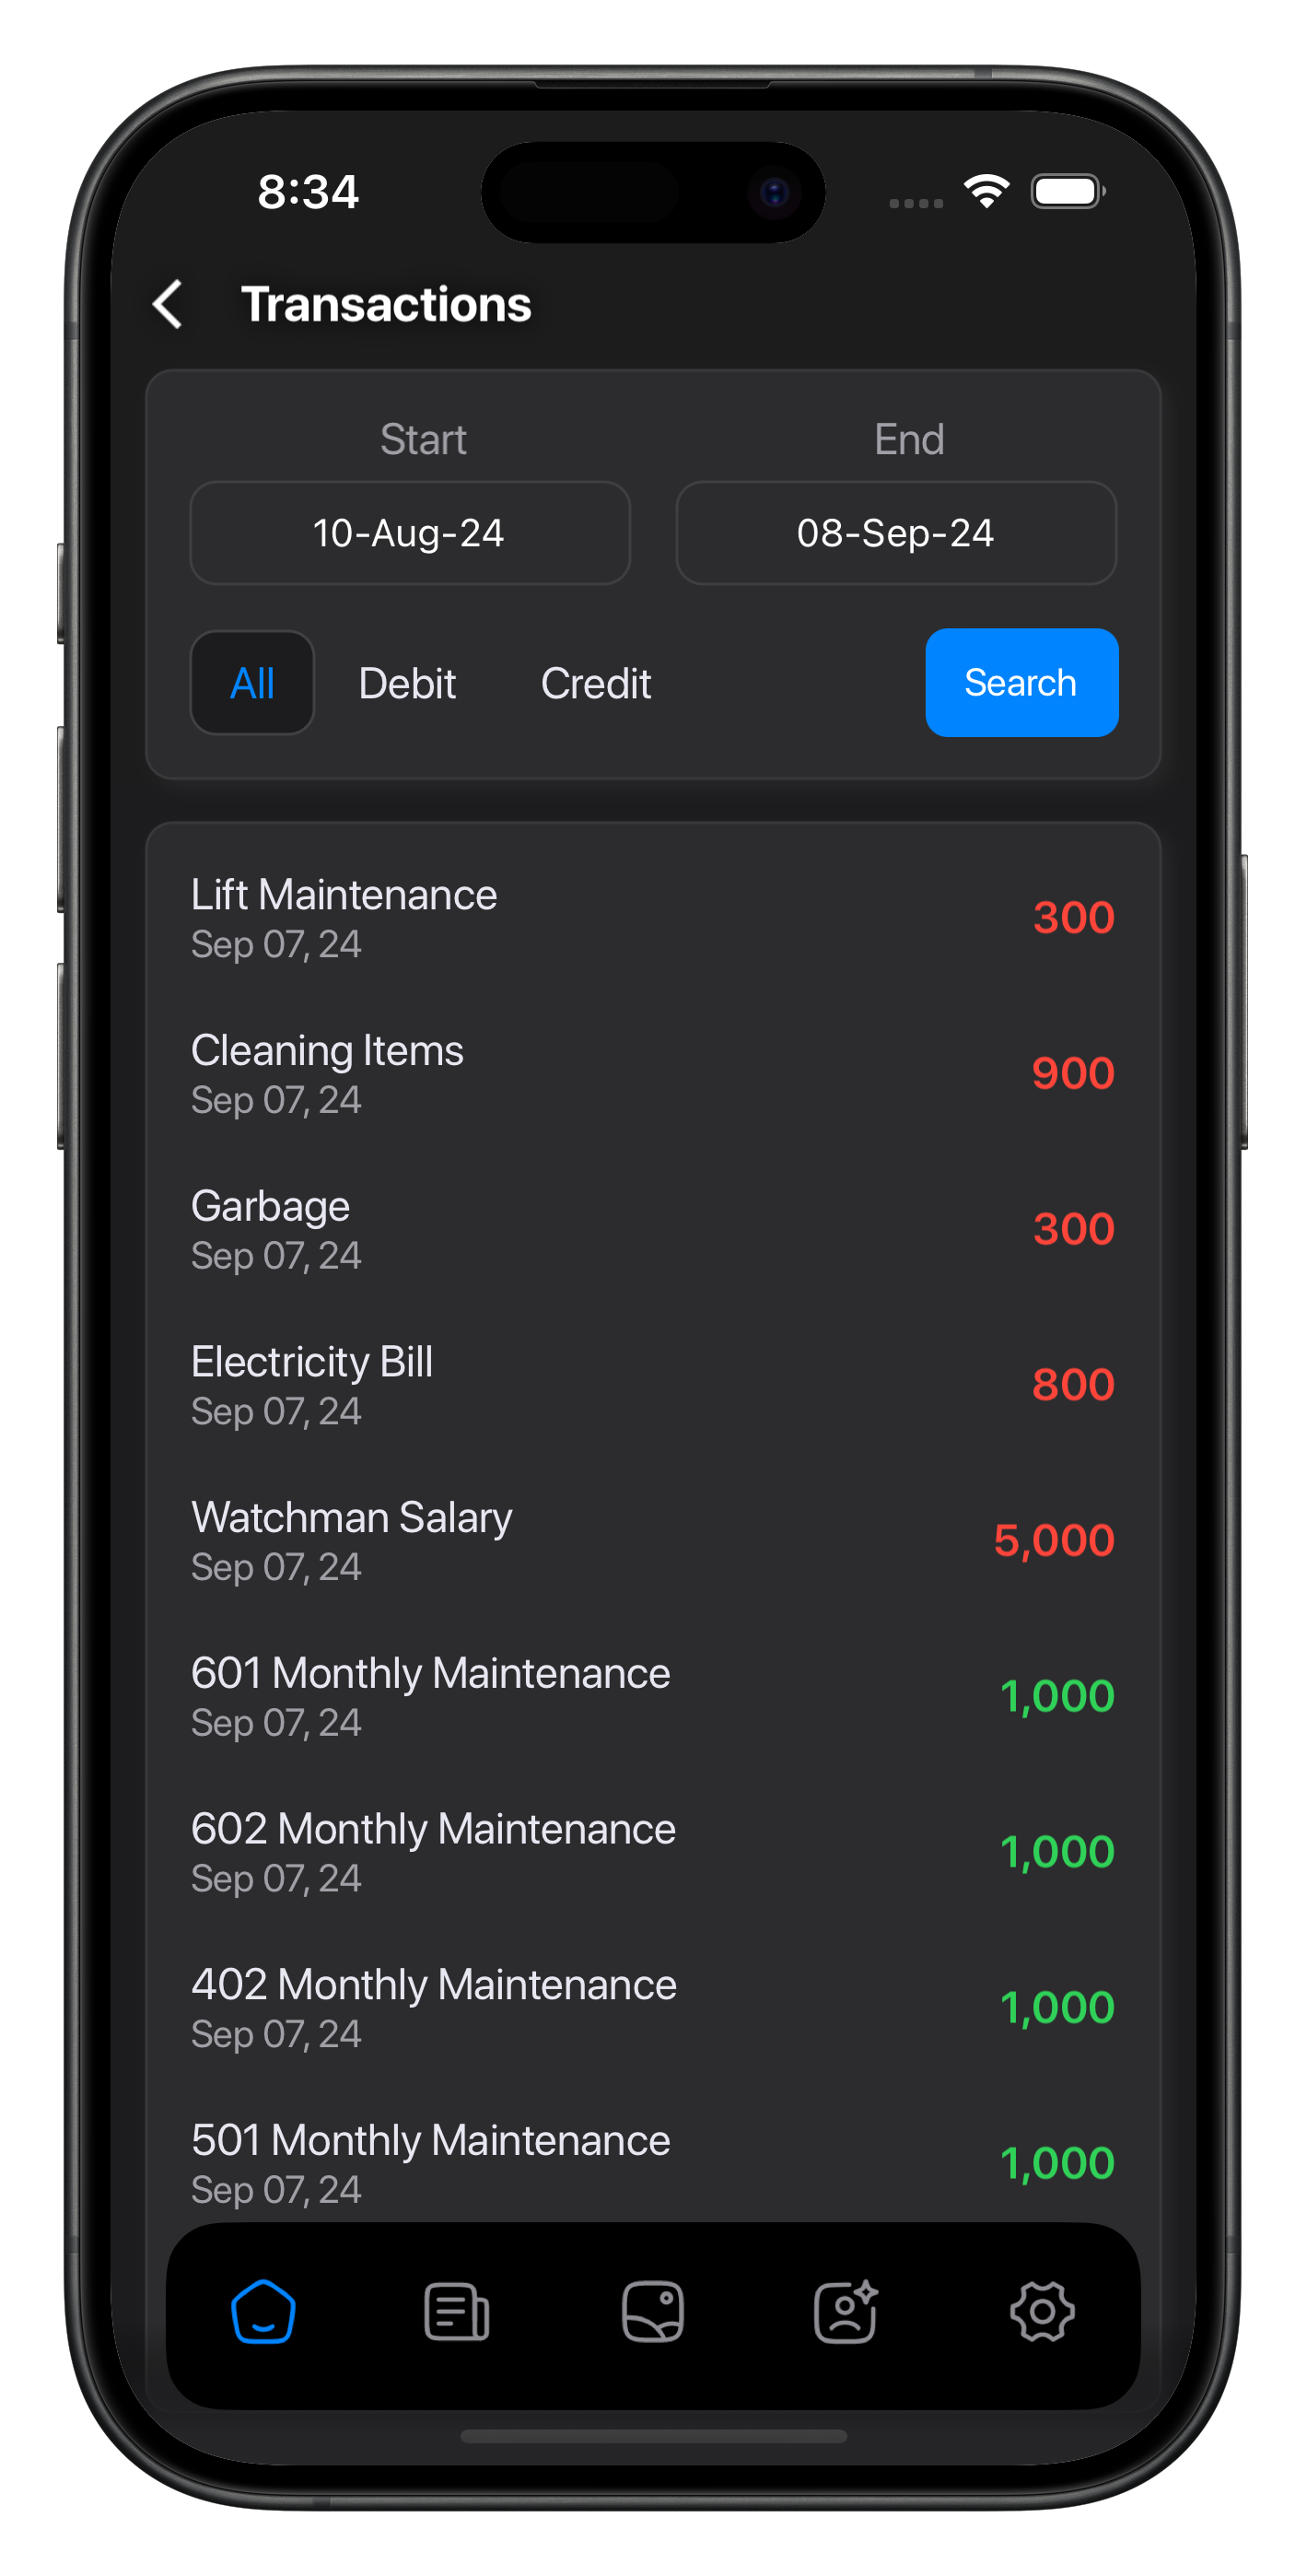 8:34
Transactions
Start End
10-Aug-24 08-Sep-24
All Debit Credit Search
Lift Maintenance
300
Sep 07, 24
Cleaning Items
900
Sep 07, 24
Garbage
300
Sep 07, 24
Electricity Bill
800
Sep 07, 24
Watchman Salary
5,000
Sep 07, 24
601 Monthly Maintenance
1,000
Sep 07, 24
602 Monthly Maintenance
1,000
Sep 07, 24
402 Monthly Maintenance
1,000
Sep 07, 24
501 Monthly Maintenance
1,000
Sep 07, 24